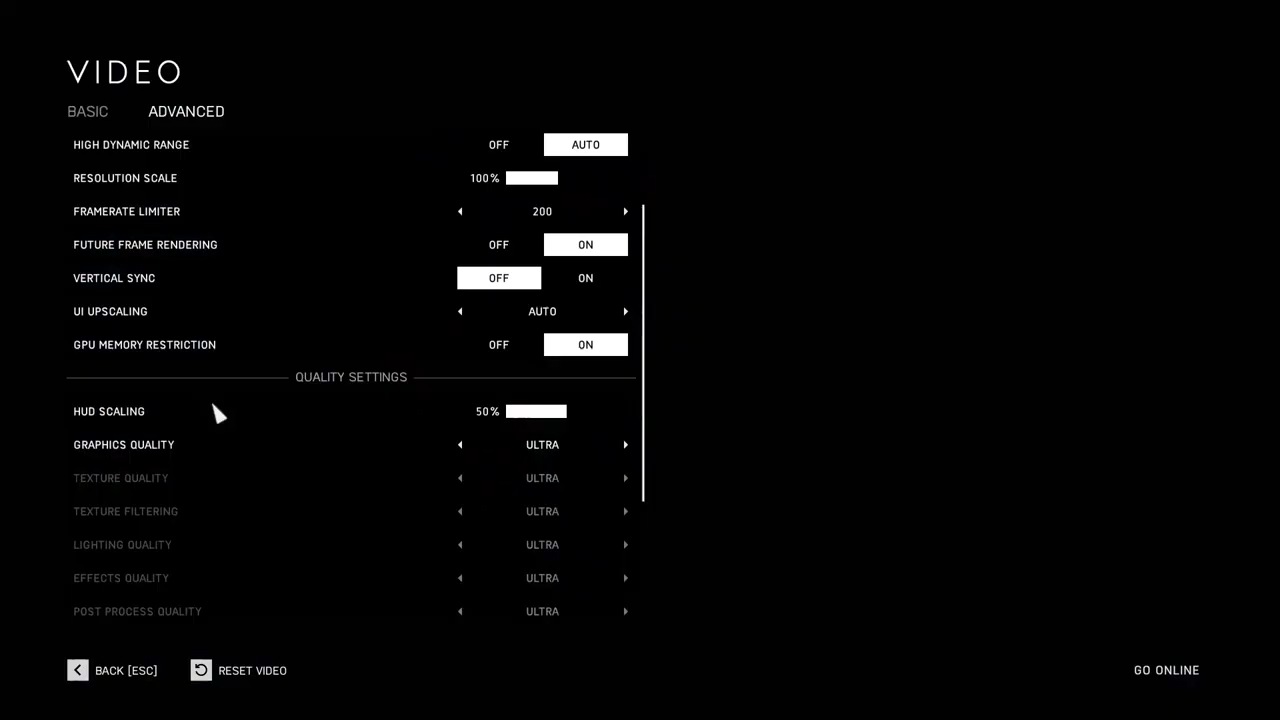 VIDEO
BASIC ADVANCED
HIGH DYNAMIC RANGE OFF AUTO
RESOLUTION SCALE 100%
FRAMERATE LIMITER 200
FUTURE FRAME RENDERING OFF ON
VERTICAL SYNC OFF ON
UI UPSCALING AUTO
GPU MEMORY RESTRICTION OFF ON
QUALITY SETTINGS
HUD SCALING 50%
GRAPHICS QUALITY ULTRA
TEXTURE QUALITY ULTRA
TEXTURE FILTERING ULTRA
LIGHTING QUALITY ULTRA
EFFECTS QUALITY ULTRA
POST PROCESS QUALITY ULTRA
BACK [ESC] RESET VIDEO GO ONLINE